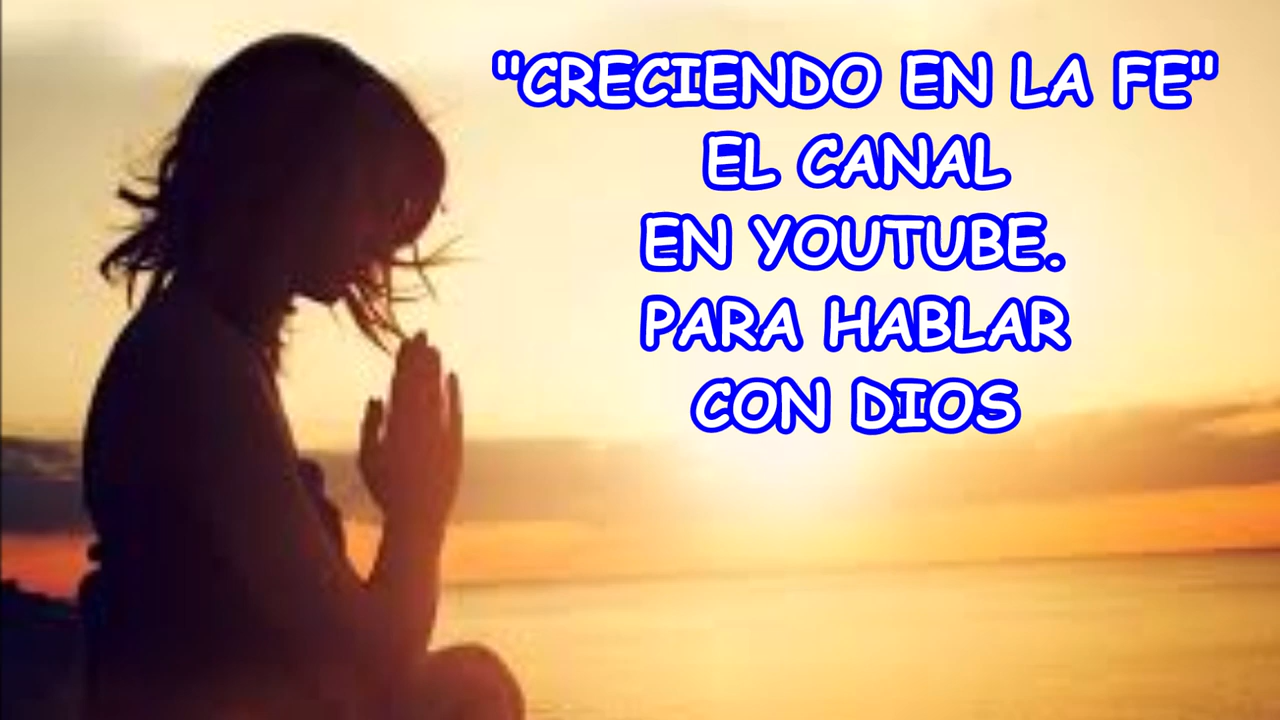 "CRECIENDO EN LA FE"
EL CANAL
EN YOUTUBE.
PARA HABLAR
CON DIOS